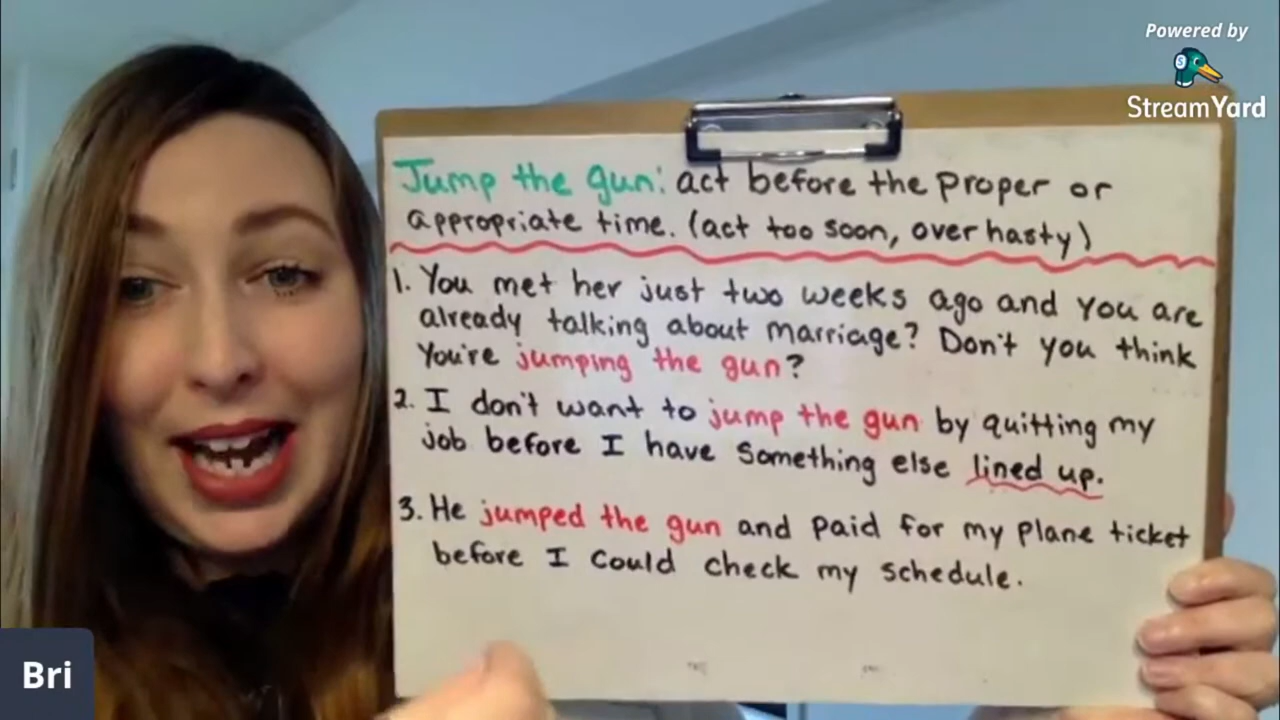 Powered by
StreamYard
Jump the gun: act before the proper or
appropriate time. (act too soon, over hasty)
1. You met her just two weeks ago and you are
already talking about marriage? Don't you think
you're jumping the gun?
2. I don't want to jump the gun by quitting my
job before I have something else lined up.
3. He jumped the gun and paid for my plane ticket
before I could check my schedule.
Bri